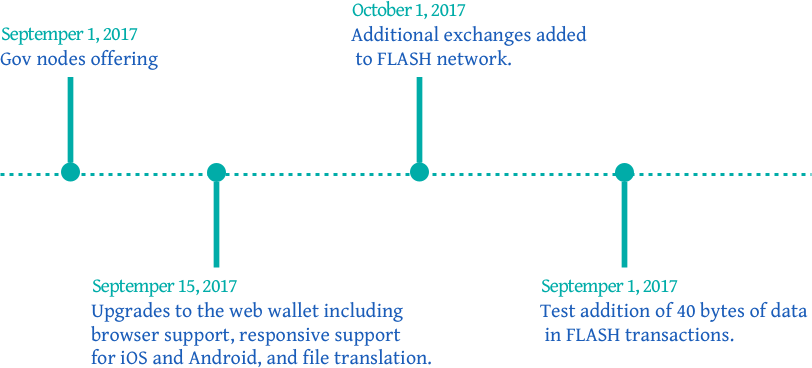 Septemper 1, 2017
Gov nodes offering
October 1, 2017
Additional exchanges added
to FLASH network.
Septemper 15, 2017
Upgrades to the web wallet including
browser support, responsive support
for iOS and Android, and file translation.
Septemper 1, 2017
Test addition of 40 bytes of data
in FLASH transactions.